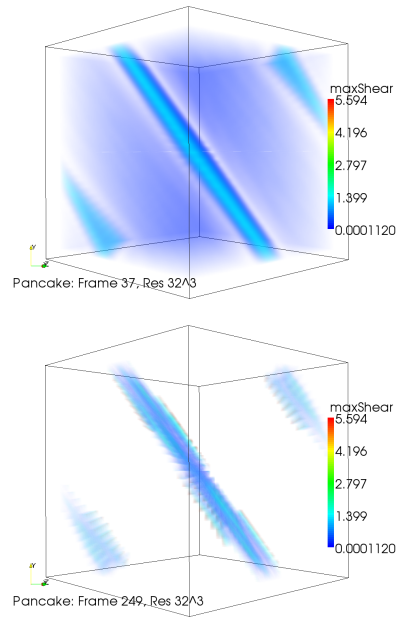 maxShear
5.594
4.196
2.797
1.399
0.0001120
Pancake: Frame 37, Res 32^3
maxShear
5.594
4.196
2.797
1.399
0.0001120
Pancake: Frame 249, Res 32^3